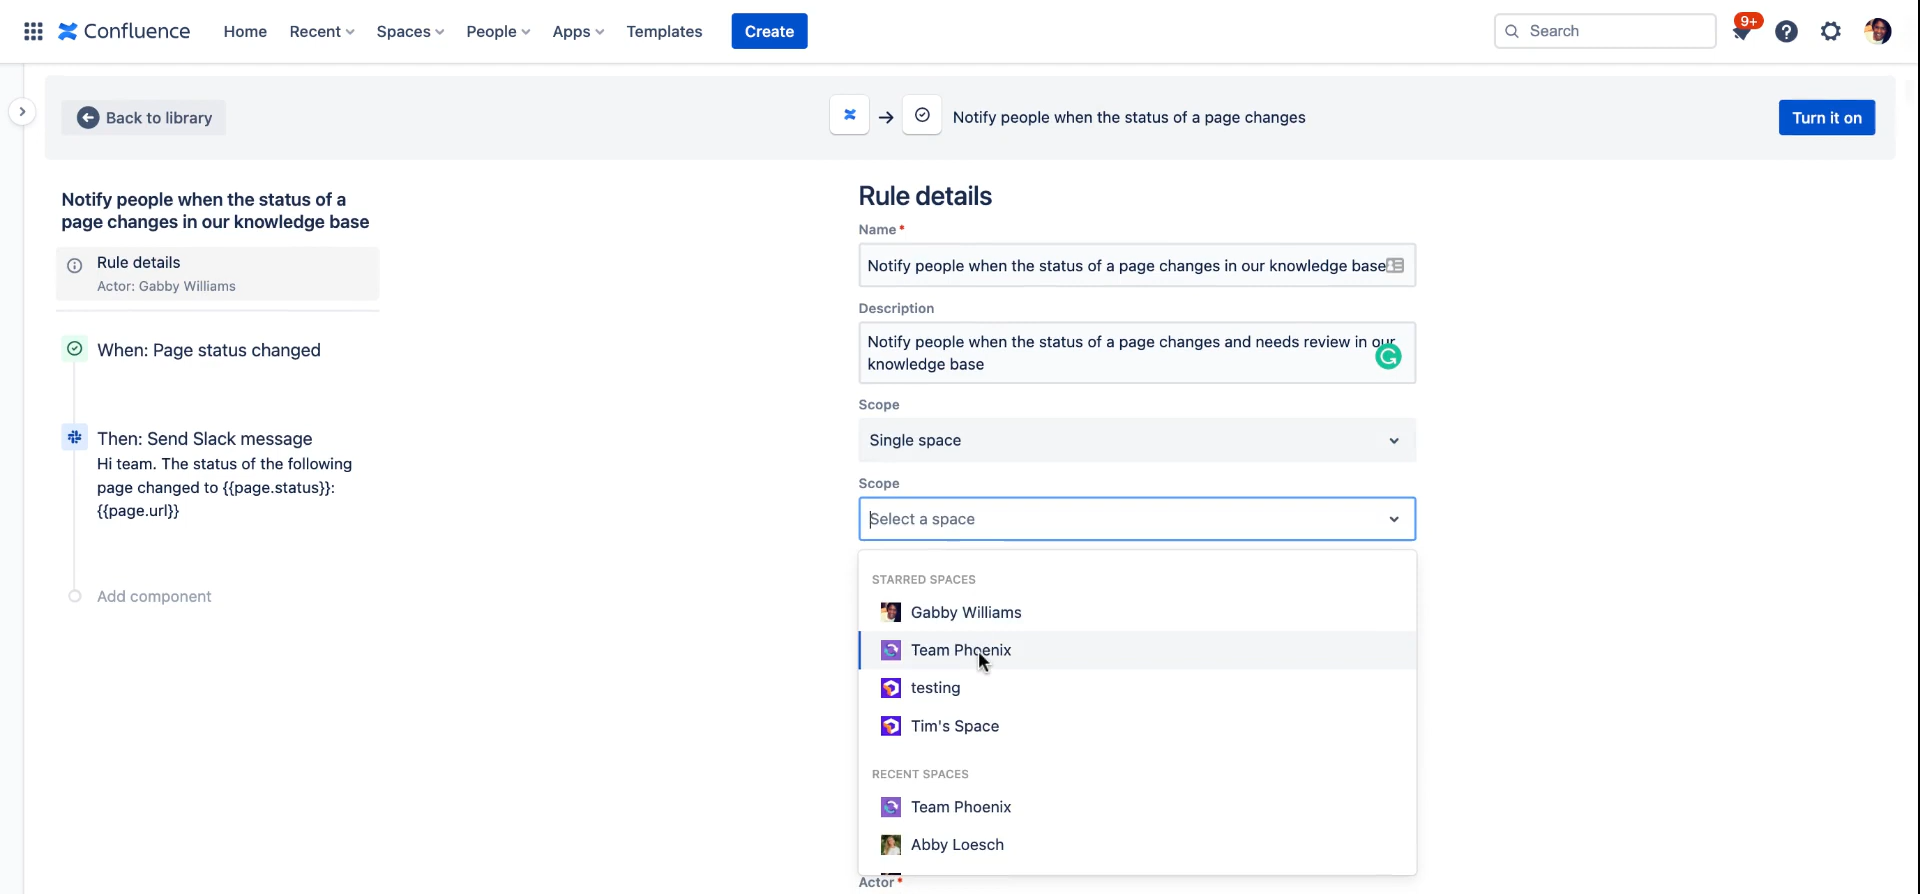 Confluence
Home
Recent
Spaces
People
Apps
Templates
Create
Search
9+
Back to library
Notify people when the status of a page changes
Turn it on
Notify people when the status of a
page changes in our knowledge base
Rule details
Actor: Gabby Williams
When: Page status changed
Then: Send Slack message
Hi team. The status of the following
page changed to {{page.status}}:
{{page.url}}
Add component
Rule details
Name *
Notify people when the status of a page changes in our knowledge base
Description
Notify people when the status of a page changes and needs review in our
knowledge base
Scope
Single space
Scope
Select a space
STARRED SPACES
Gabby Williams
Team Phoenix
testing
Tim's Space
RECENT SPACES
Team Phoenix
Abby Loesch
Actor *